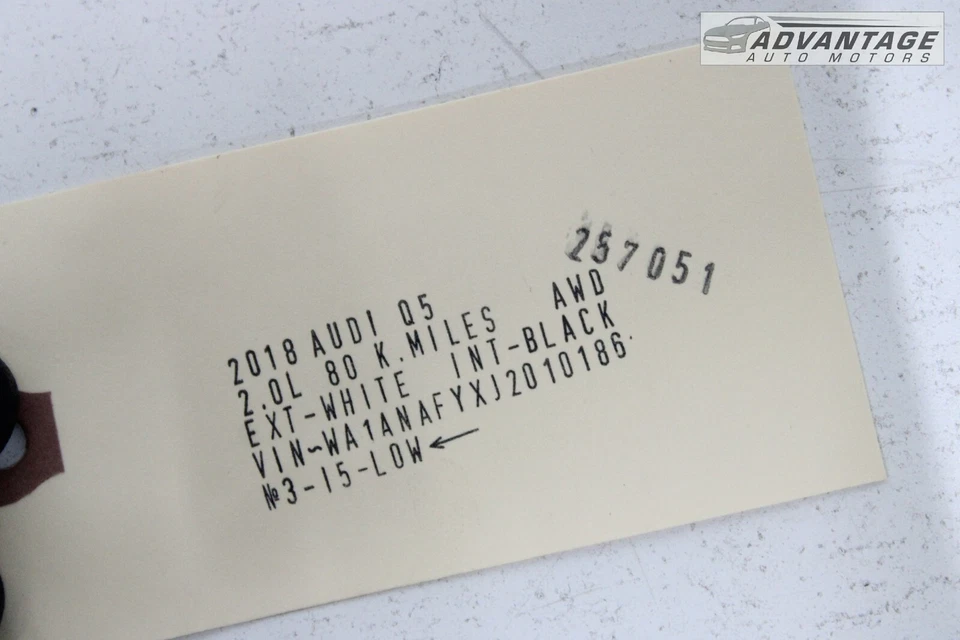 ADVANTAGE
AUTO MOTORS
257051
2018 AUDI Q5
2.0L 80 K.MILES AWD
EXT-WHITE INT-BLACK
VIN~WA1ANAFYXJ2010186.
№3-15-LOW←